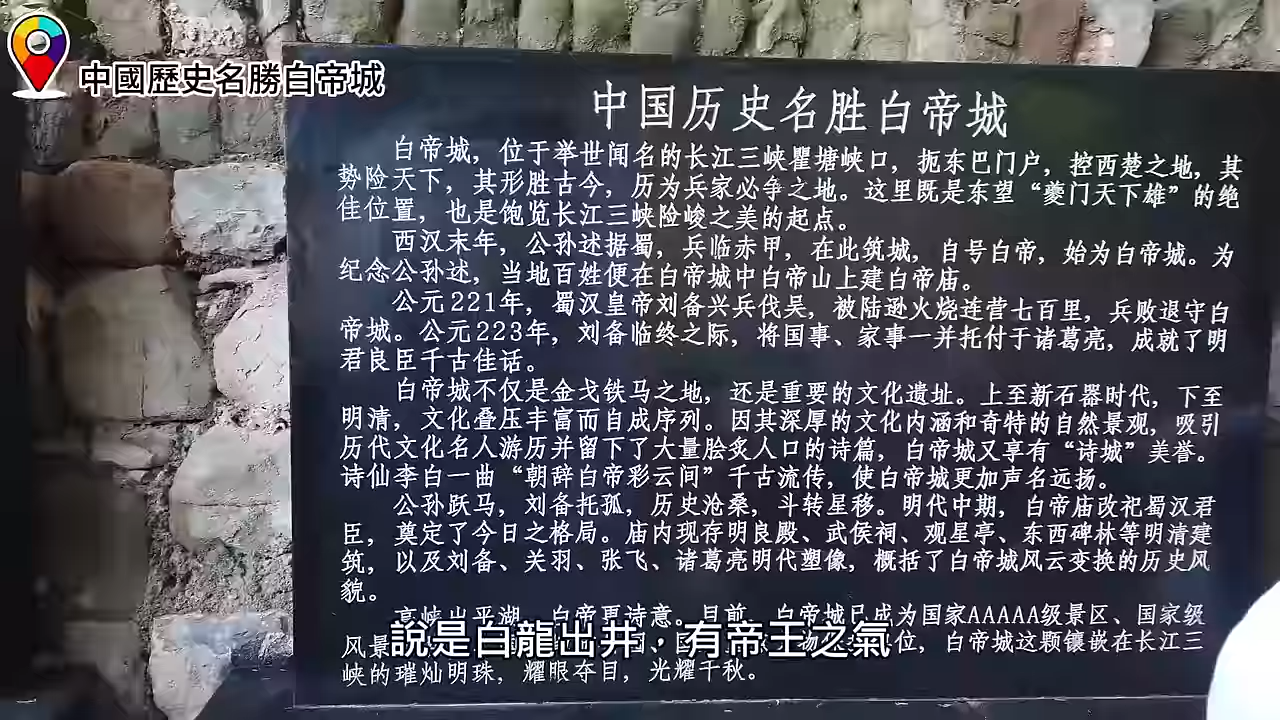 中國歷史名勝白帝城
中国历史名胜白帝城
白帝城，位于举世闻名的长江三峡瞿塘峡口，扼东巴门户，控西楚之地，其
势险天下，其形胜古今，历为兵家必争之地。这里既是东望“夔门天下雄”的绝
佳位置，也是饱览长江三峡险峻之美的起点。
西汉末年，公孙述据蜀，兵临赤甲，在此筑城，自号白帝，始为白帝城。为
纪念公孙述，当地百姓便在白帝城中白帝山上建白帝庙。
公元221年，蜀汉皇帝刘备兴兵伐吴，被陆逊火烧连营七百里，兵败退守白
帝城。公元223年，刘备临终之际，将国事、家事一并托付于诸葛亮，成就了明
君良臣千古佳话。
白帝城不仅是金戈铁马之地，还是重要的文化遗址。上至新石器时代，下至
明清，文化叠压丰富而自成序列。因其深厚的文化内涵和奇特的自然景观，吸引
历代文化名人游历并留下了大量脍炙人口的诗篇，白帝城又享有“诗城”美誉。
诗仙李白一曲“朝辞白帝彩云间”千古流传，使白帝城更加声名远扬。
公孙跃马，刘备托孤，历史沧桑，斗转星移。明代中期，白帝庙改祀蜀汉君
臣，奠定了今日之格局。庙内现存明良殿、武侯祠、观星亭、东西碑林等明清建
筑，以及刘备、关羽、张飞、诸葛亮明代塑像，概括了白帝城风云变换的历史风
貌。
高峡出平湖，白帝更诗意。目前，白帝城已成为国家AAAAA级景区、国家级
风景 位，白帝城这颗镶嵌在长江三
峡的璀灿明珠，耀眼夺目，光耀千秋。
說是白龍出井，有帝王之氣